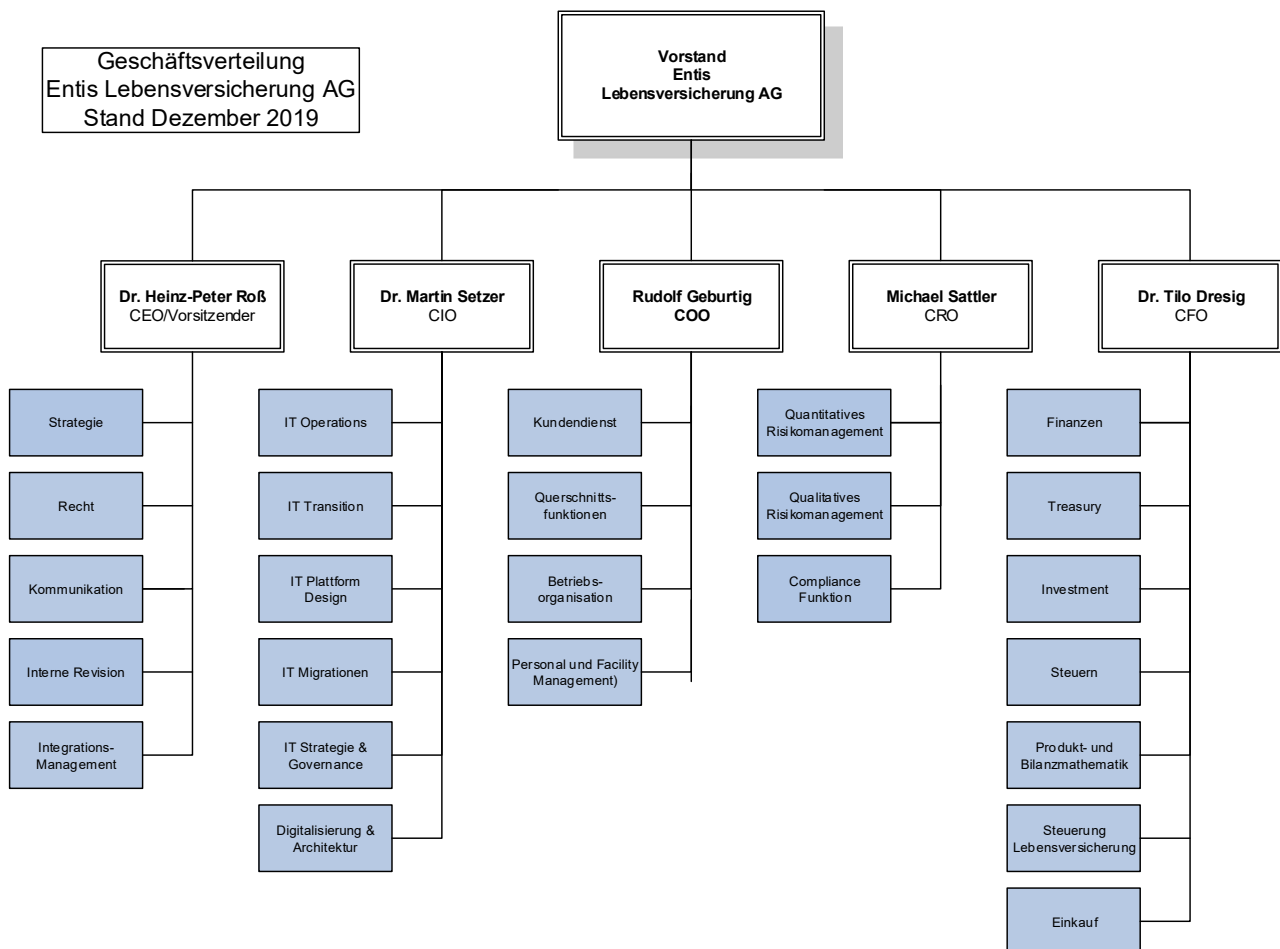 Geschäftsverteilung
Entis Lebensversicherung AG
Stand Dezember 2019
Vorstand
Entis
Lebensversicherung AG
Dr. Heinz-Peter Roß
CEO/Vorsitzender
Dr. Martin Setzer
CIO
Rudolf Geburtig
COO
Michael Sattler
CRO
Dr. Tilo Dresig
CFO
Strategie
Recht
Kommunikation
Interne Revision
Integrations-
Management
IT Operations
IT Transition
IT Plattform
Design
IT Migrationen
IT Strategie &
Governance
Digitalisierung &
Architektur
Kundendienst
Querschnitts-
funktionen
Betriebs-
organisation
Personal und Facility
Management)
Quantitatives
Risikomanagement
Qualitatives
Risikomanagement
Compliance
Funktion
Finanzen
Treasury
Investment
Steuern
Produkt- und
Bilanzmathematik
Steuerung
Lebensversicherung
Einkauf